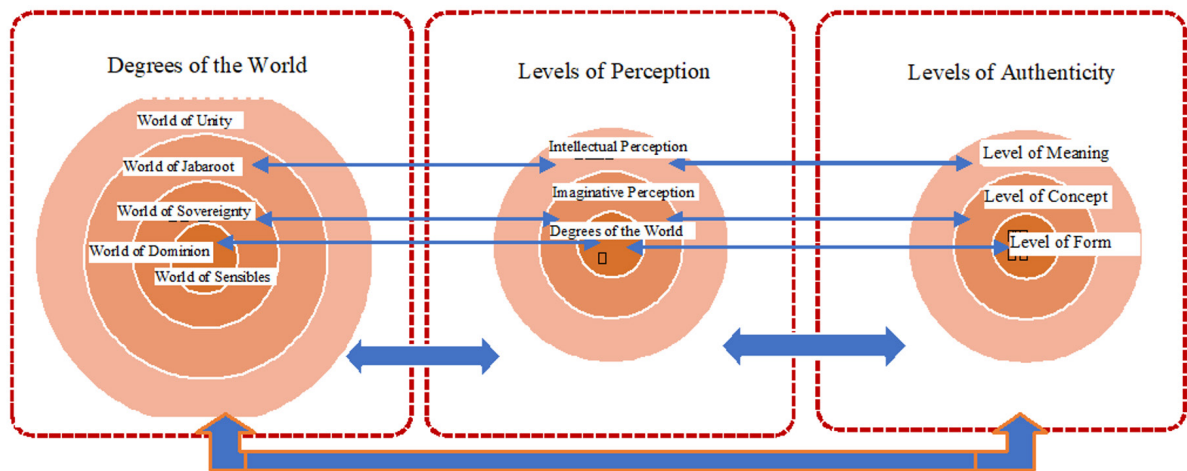 Degrees of the World
World of Unity
World of Jabaroot
World of Sovereignty
World of Dominion
World of Sensibles
Levels of Perception
Intellectual Perception
Imaginative Perception
Degrees of the World
Levels of Authenticity
Level of Meaning
Level of Concept
Level of Form